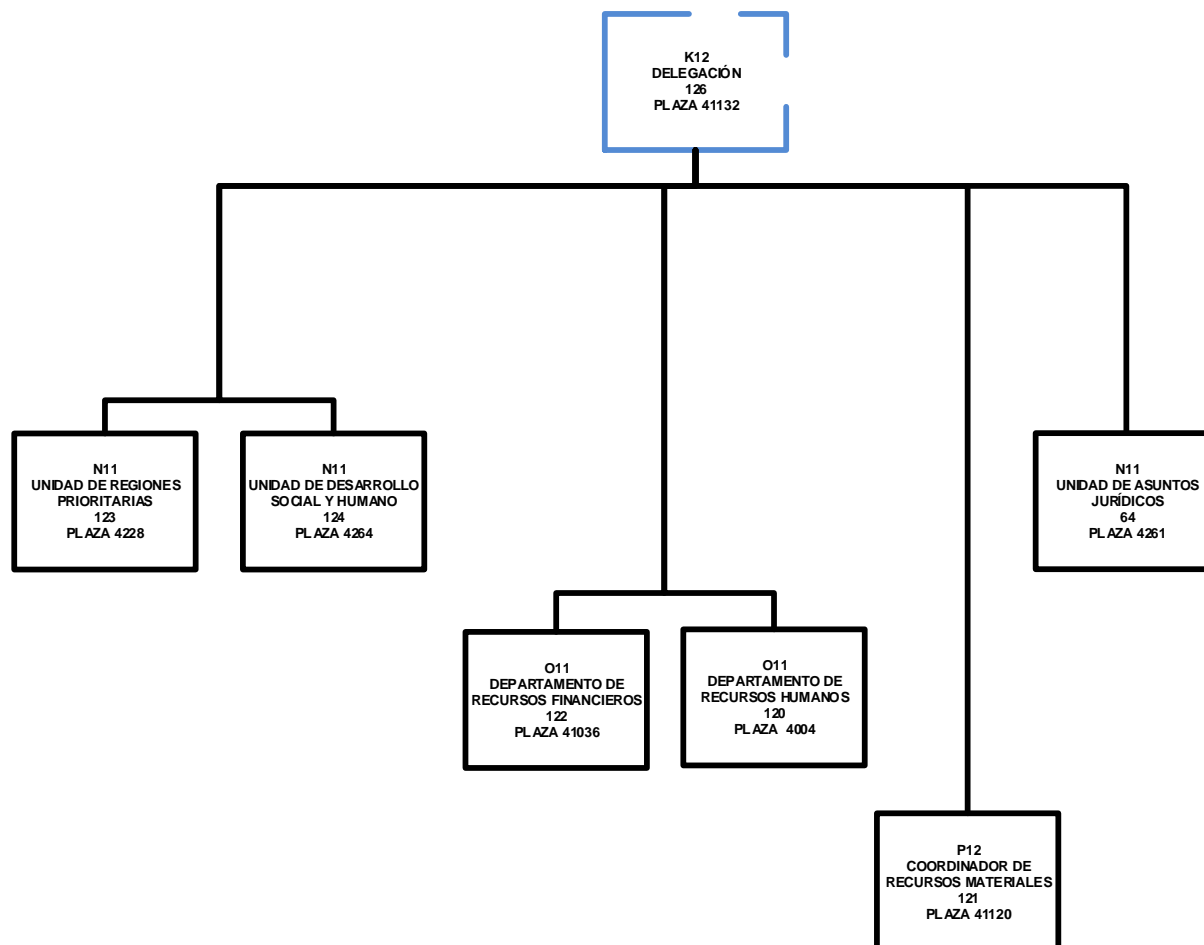 K12
DELEGACIÓN
126
PLAZA 41132
N11
UNIDAD DE REGIONES
PRIORITARIAS
123
PLAZA 4228
N11
UNIDAD DE DESARROLLO
SOCIAL Y HUMANO
124
PLAZA 4264
N11
UNIDAD DE ASUNTOS
JURÍDICOS
64
PLAZA 4261
O11
DEPARTAMENTO DE
RECURSOS FINANCIEROS
122
PLAZA 41036
O11
DEPARTAMENTO DE
RECURSOS HUMANOS
120
PLAZA 4004
P12
COORDINADOR DE
RECURSOS MATERIALES
121
PLAZA 41120